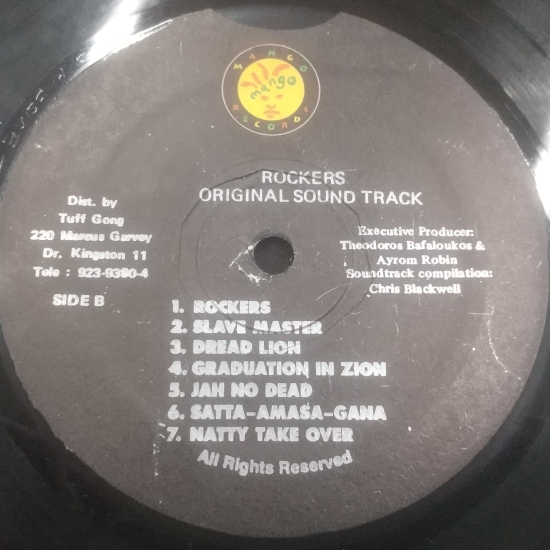 MANGO
mango
RECORDS
ROCKERS
ORIGINAL SOUND TRACK
Dist. by
Tuff Gong
220 Marcus Garvey
Dr. Kingston 11
Tele : 923-9380-4
SIDE B
Executive Producer:
Theodoros Bafaloukos &
Ayrom Robin
Soundtrack compilation:
Chris Blackwell
1. ROCKERS
2. SLAVE MASTER
3. DREAD LION
4. GRADUATION IN ZION
5. JAH NO DEAD
6. SATTA-AMASA-GANA
7. NATTY TAKE OVER
All Rights Reserved